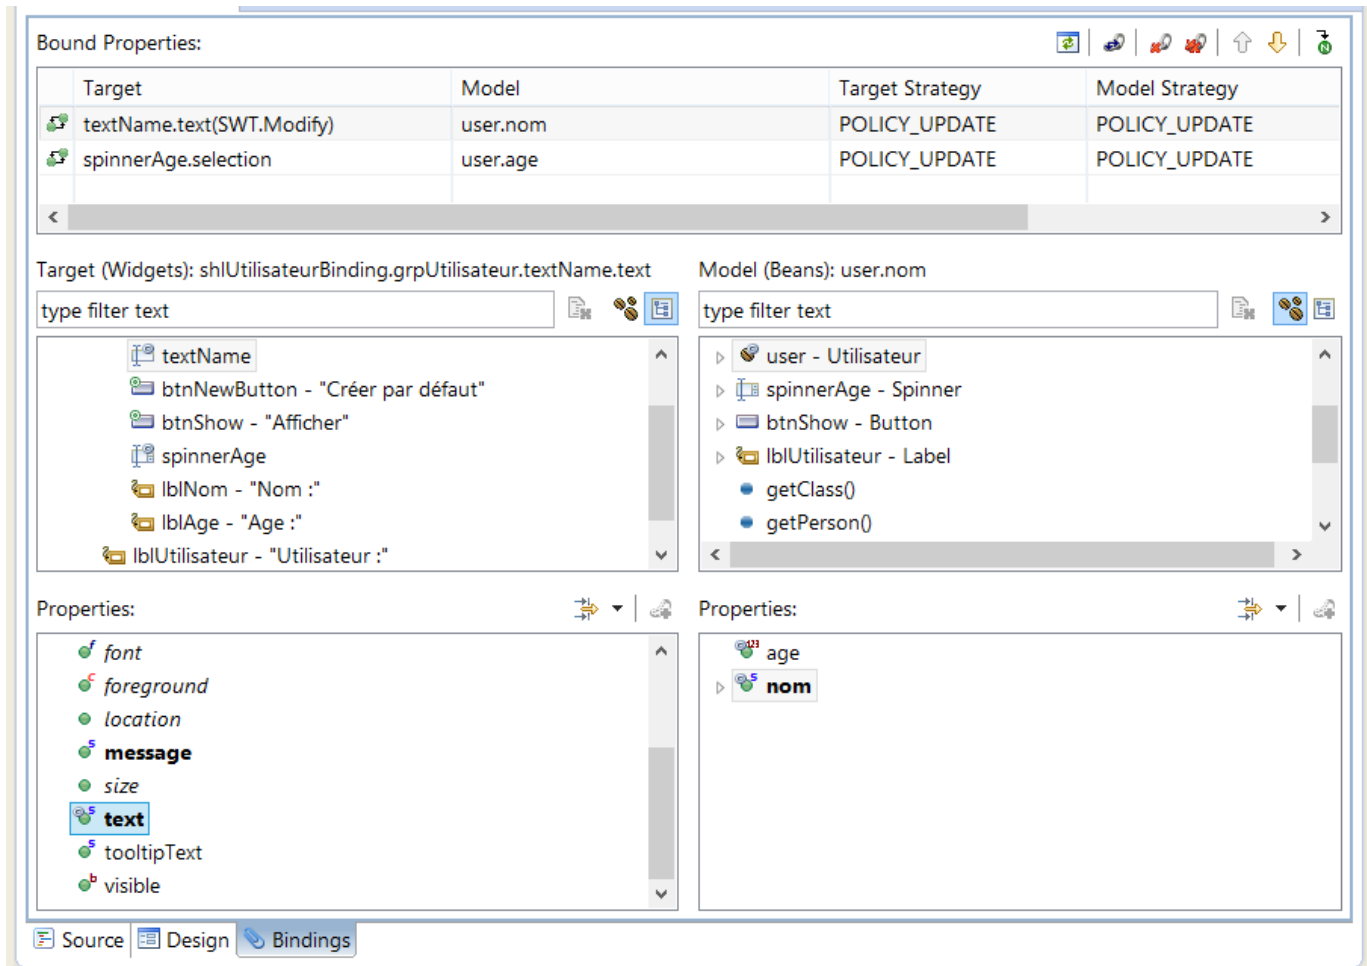 Bound Properties:
Target Model Target Strategy Model Strategy
textName.text(SWT.Modify) user.nom POLICY_UPDATE POLICY_UPDATE
spinnerAge.selection user.age POLICY_UPDATE POLICY_UPDATE
Target (Widgets): shlUtilisateurBinding.grpUtilisateur.textName.text
type filter text
textName
btnNewButton - "Créer par défaut"
btnShow - "Afficher"
spinnerAge
lblNom - "Nom :"
lblAge - "Age :"
lblUtilisateur - "Utilisateur :"
Model (Beans): user.nom
type filter text
user - Utilisateur
spinnerAge - Spinner
btnShow - Button
lblUtilisateur - Label
getClass()
getPerson()
Properties:
font
foreground
location
message
size
text
tooltipText
visible
Properties:
age
nom
Source Design Bindings